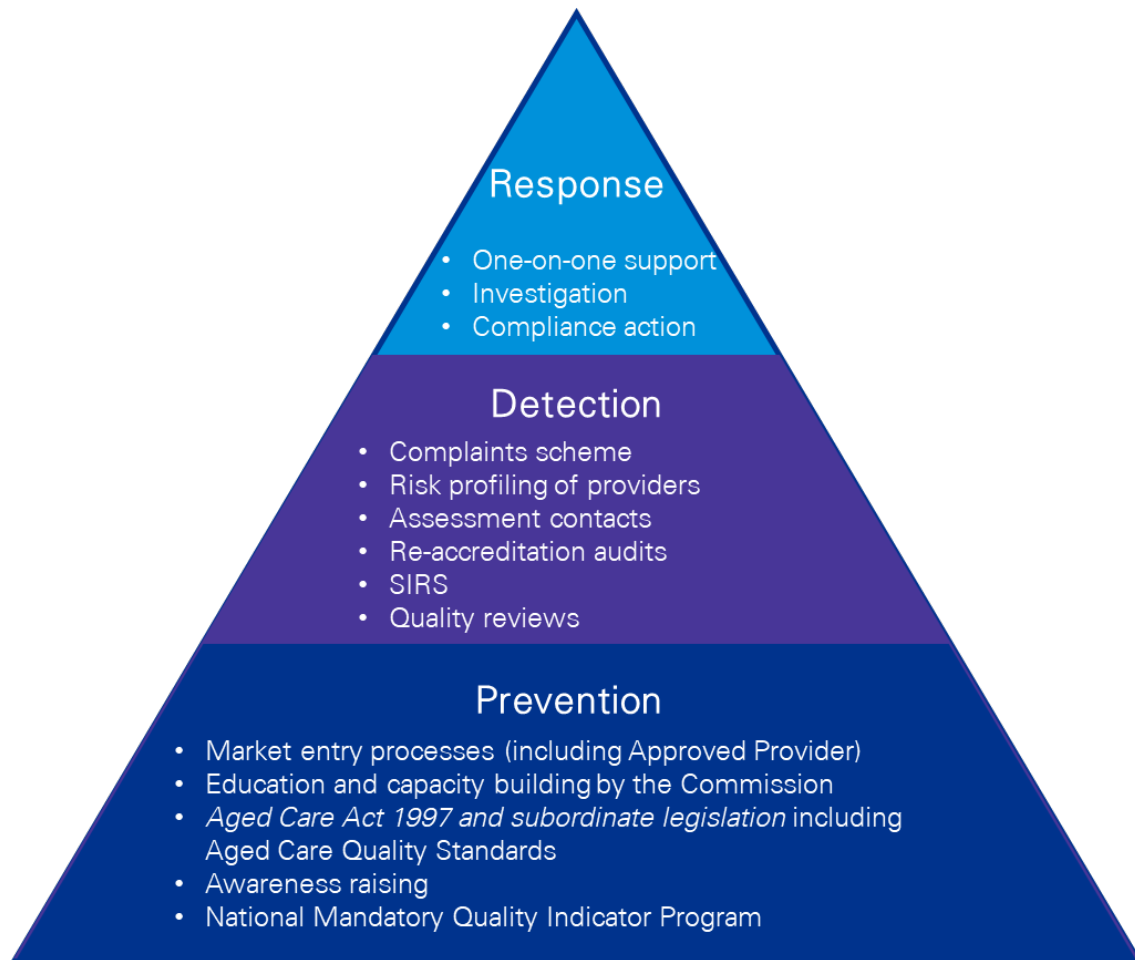 Response
• One-on-one support
• Investigation
• Compliance action
Detection
• Complaints scheme
• Risk profiling of providers
• Assessment contacts
• Re-accreditation audits
• SIRS
• Quality reviews
Prevention
• Market entry processes (including Approved Provider)
• Education and capacity building by the Commission
• Aged Care Act 1997 and subordinate legislation including
Aged Care Quality Standards
• Awareness raising
• National Mandatory Quality Indicator Program